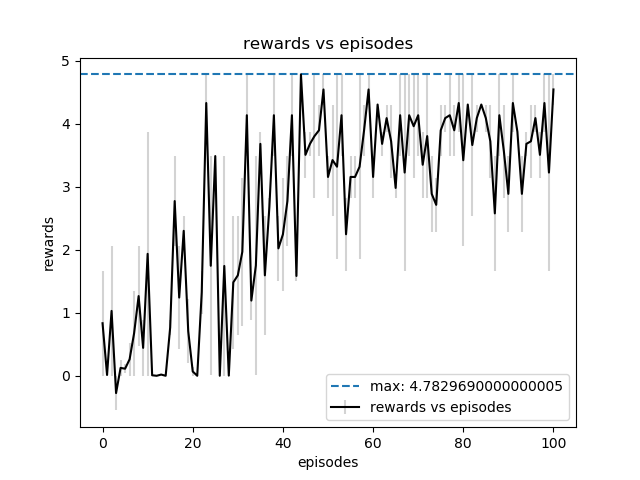 rewards vs episodes
5
4
3
2
1
0
rewards
0
20
40
60
80
100
episodes
max: 4.7829690000000005
rewards vs episodes